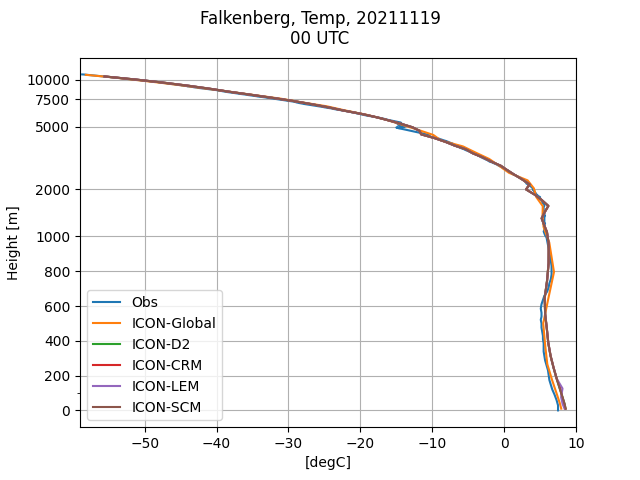 Falkenberg, Temp, 20211119
00 UTC
10000
7500
5000
2000
1000
800
600
400
200
0
Height [m]
Obs
ICON-Global
ICON-D2
ICON-CRM
ICON-LEM
ICON-SCM
−50 −40 −30 −20 −10 0 10
[degC]